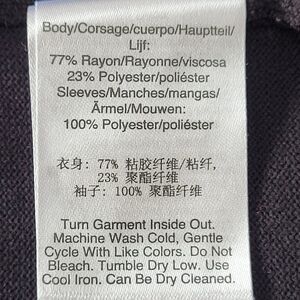 Body/Corsage/cuerpo/Hauptteil/
Lijf:
77% Rayon/Rayonne/viscosa
23% Polyester/poliéster
Sleeves/Manches/mangas/
Ärmel/Mouwen:
100% Polyester/poliéster
衣身: 77% 粘胶纤维/粘纤,
23% 聚酯纤维
袖子: 100% 聚酯纤维
Turn Garment Inside Out.
Machine Wash Cold, Gentle
Cycle With Like Colors. Do Not
Bleach. Tumble Dry Low. Use
Cool Iron. Can Be Dry Cleaned.